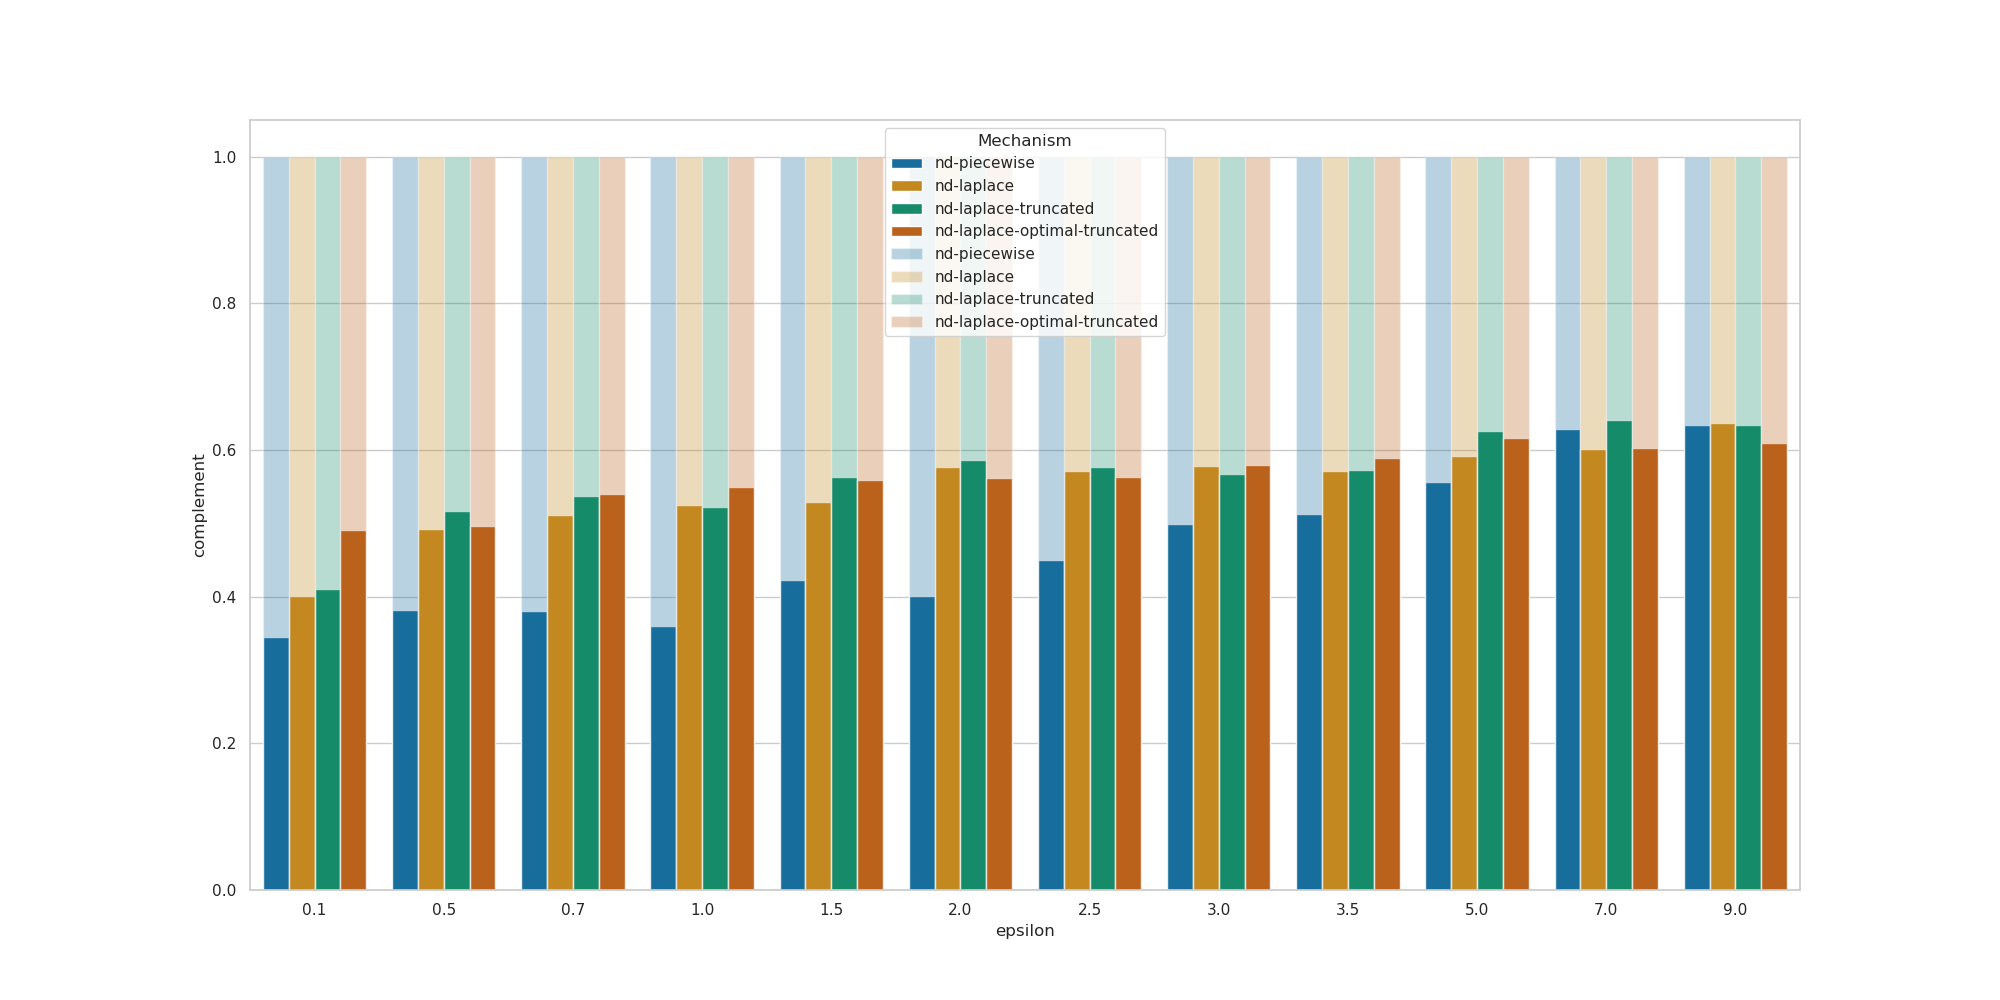 Mechanism
nd-piecewise
nd-laplace
nd-laplace-truncated
nd-laplace-optimal-truncated
nd-piecewise
nd-laplace
nd-laplace-truncated
nd-laplace-optimal-truncated
1.0
0.8
0.6
0.4
0.2
0.0
complement
0.1 0.5 0.7 1.0 1.5 2.0 2.5 3.0 3.5 5.0 7.0 9.0
epsilon